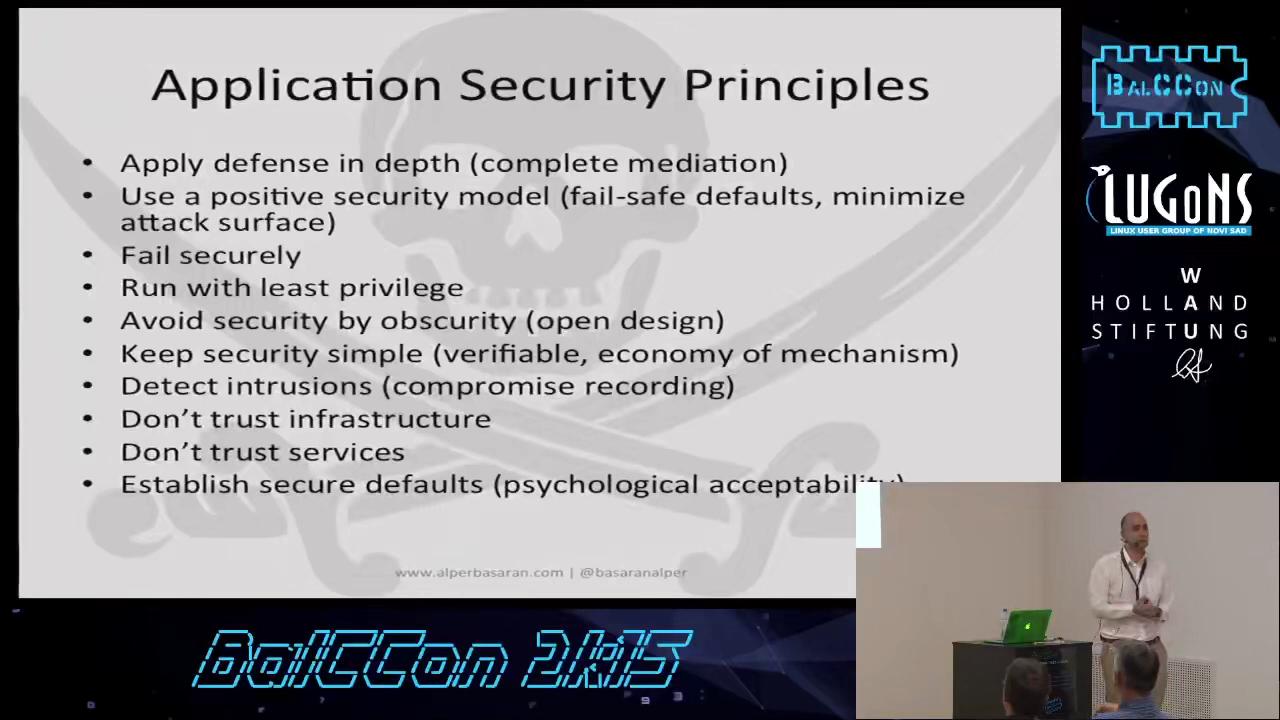 Application Security Principles
• Apply defense in depth (complete mediation)
• Use a positive security model (fail-safe defaults, minimize
attack surface)
• Fail securely
• Run with least privilege
• Avoid security by obscurity (open design)
• Keep security simple (verifiable, economy of mechanism)
• Detect intrusions (compromise recording)
• Don't trust infrastructure
• Don't trust services
• Establish secure defaults (psychological acceptability)
www.alperbasaran.com | @basaranalper
BALCCON
LUGONS
LINUX USER GROUP OF NOVI SAD
W
HOLLAND
STIFTUNG
BalCCon 2k15